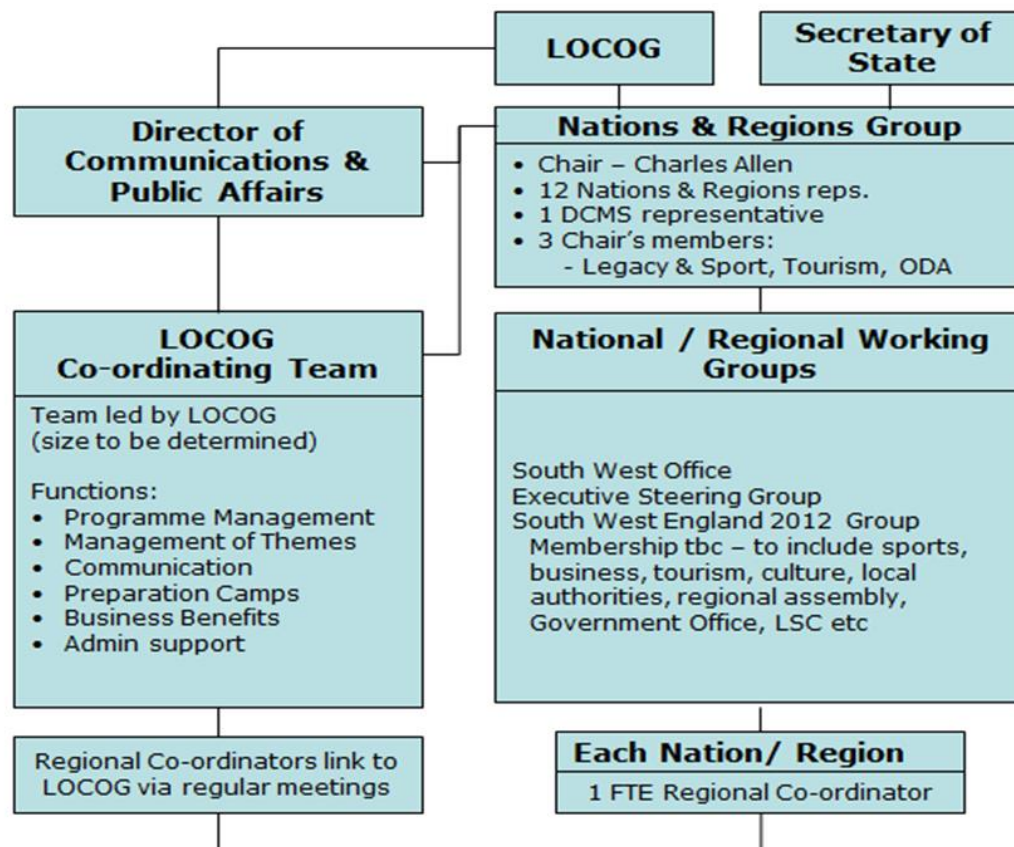 LOCOG
Secretary of
State
Director of
Communications &
Public Affairs
Nations & Regions Group
• Chair – Charles Allen
• 12 Nations & Regions reps.
• 1 DCMS representative
• 3 Chair's members:
- Legacy & Sport, Tourism, ODA
LOCOG
Co-ordinating Team
Team led by LOCOG
(size to be determined)
Functions:
• Programme Management
• Management of Themes
• Communication
• Preparation Camps
• Business Benefits
• Admin support
National / Regional Working
Groups
South West Office
Executive Steering Group
South West England 2012 Group
Membership tbc – to include sports,
business, tourism, culture, local
authorities, regional assembly,
Government Office, LSC etc
Regional Co-ordinators link to
LOCOG via regular meetings
Each Nation/ Region
1 FTE Regional Co-ordinator